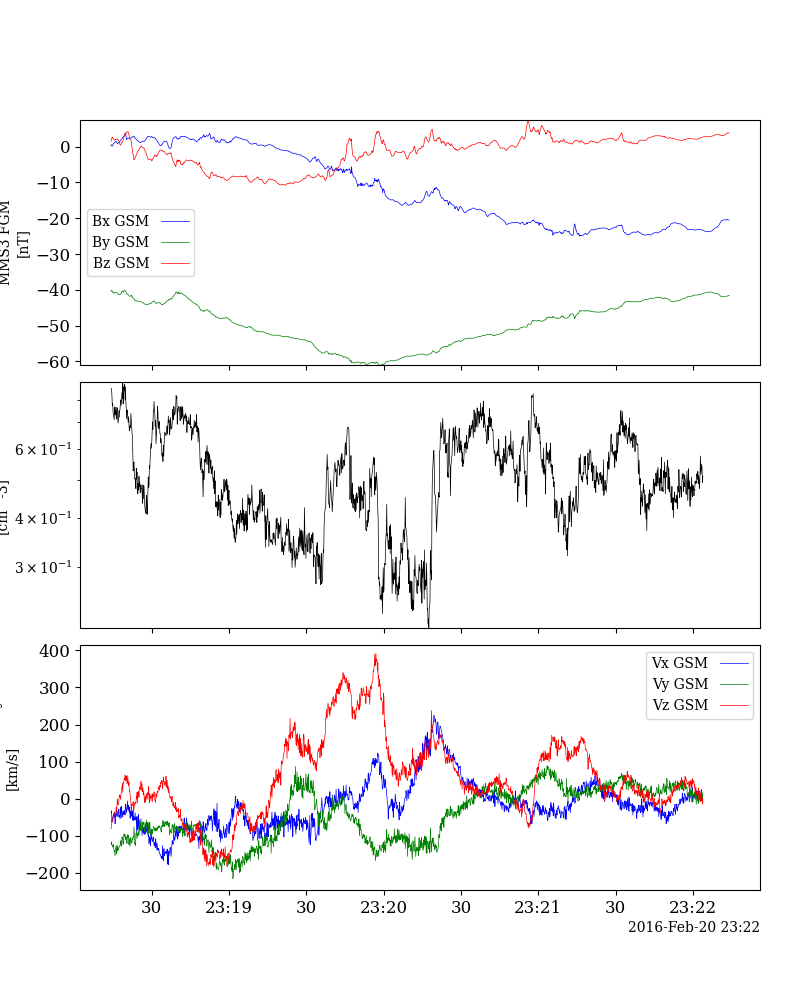 0
−10
−20
−30
−40
−50
−60
MMS3 FGM
[nT]
Bx GSM
By GSM
Bz GSM
6 × 10⁻¹
4 × 10⁻¹
3 × 10⁻¹
400
300
200
100
0
−100
−200
[km/s]
Vx GSM
Vy GSM
Vz GSM
30 23:19 30 23:20 30 23:21 30 23:22
2016-Feb-20 23:22